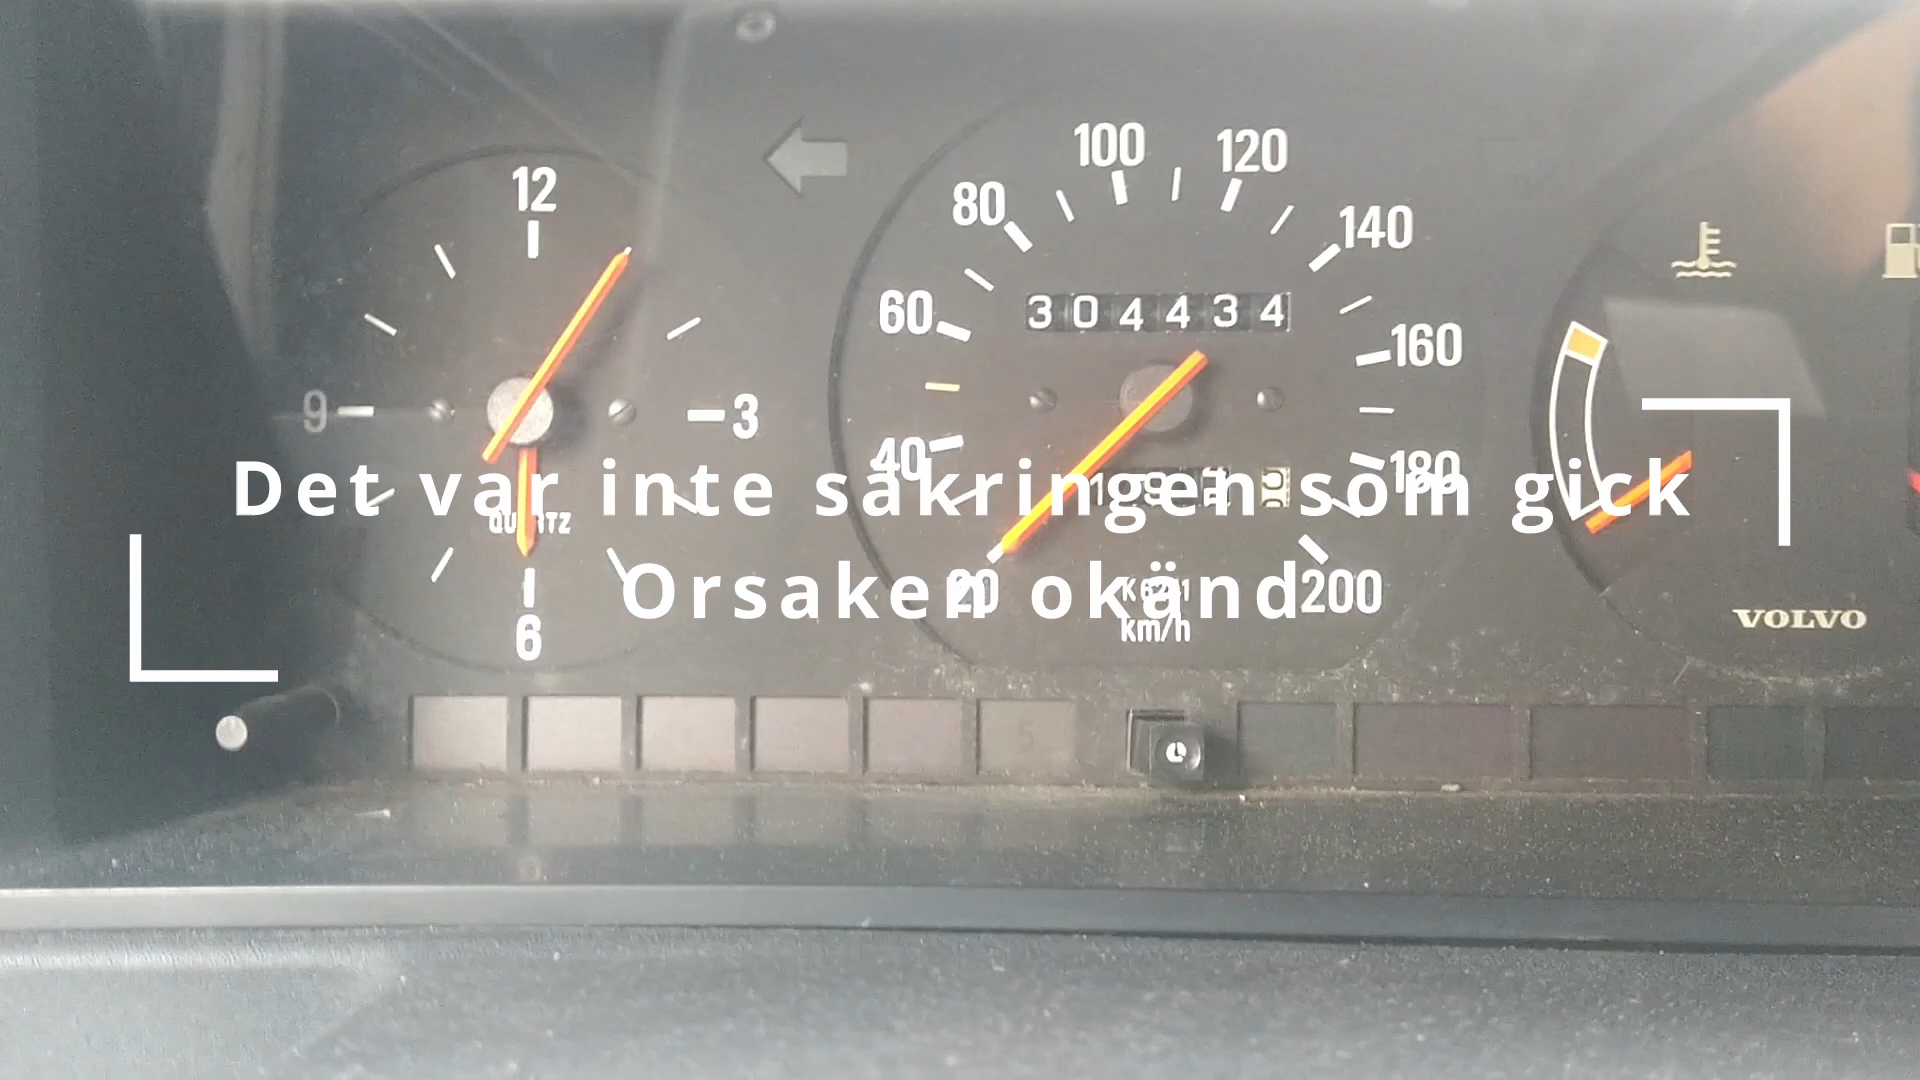 12
9
3
6
QUARTZ
100
120
80
140
60
160
40
180
20
200
304434
K 6241
km/h
VOLVO
Det var inte säkringen som gick
Orsaken okänd